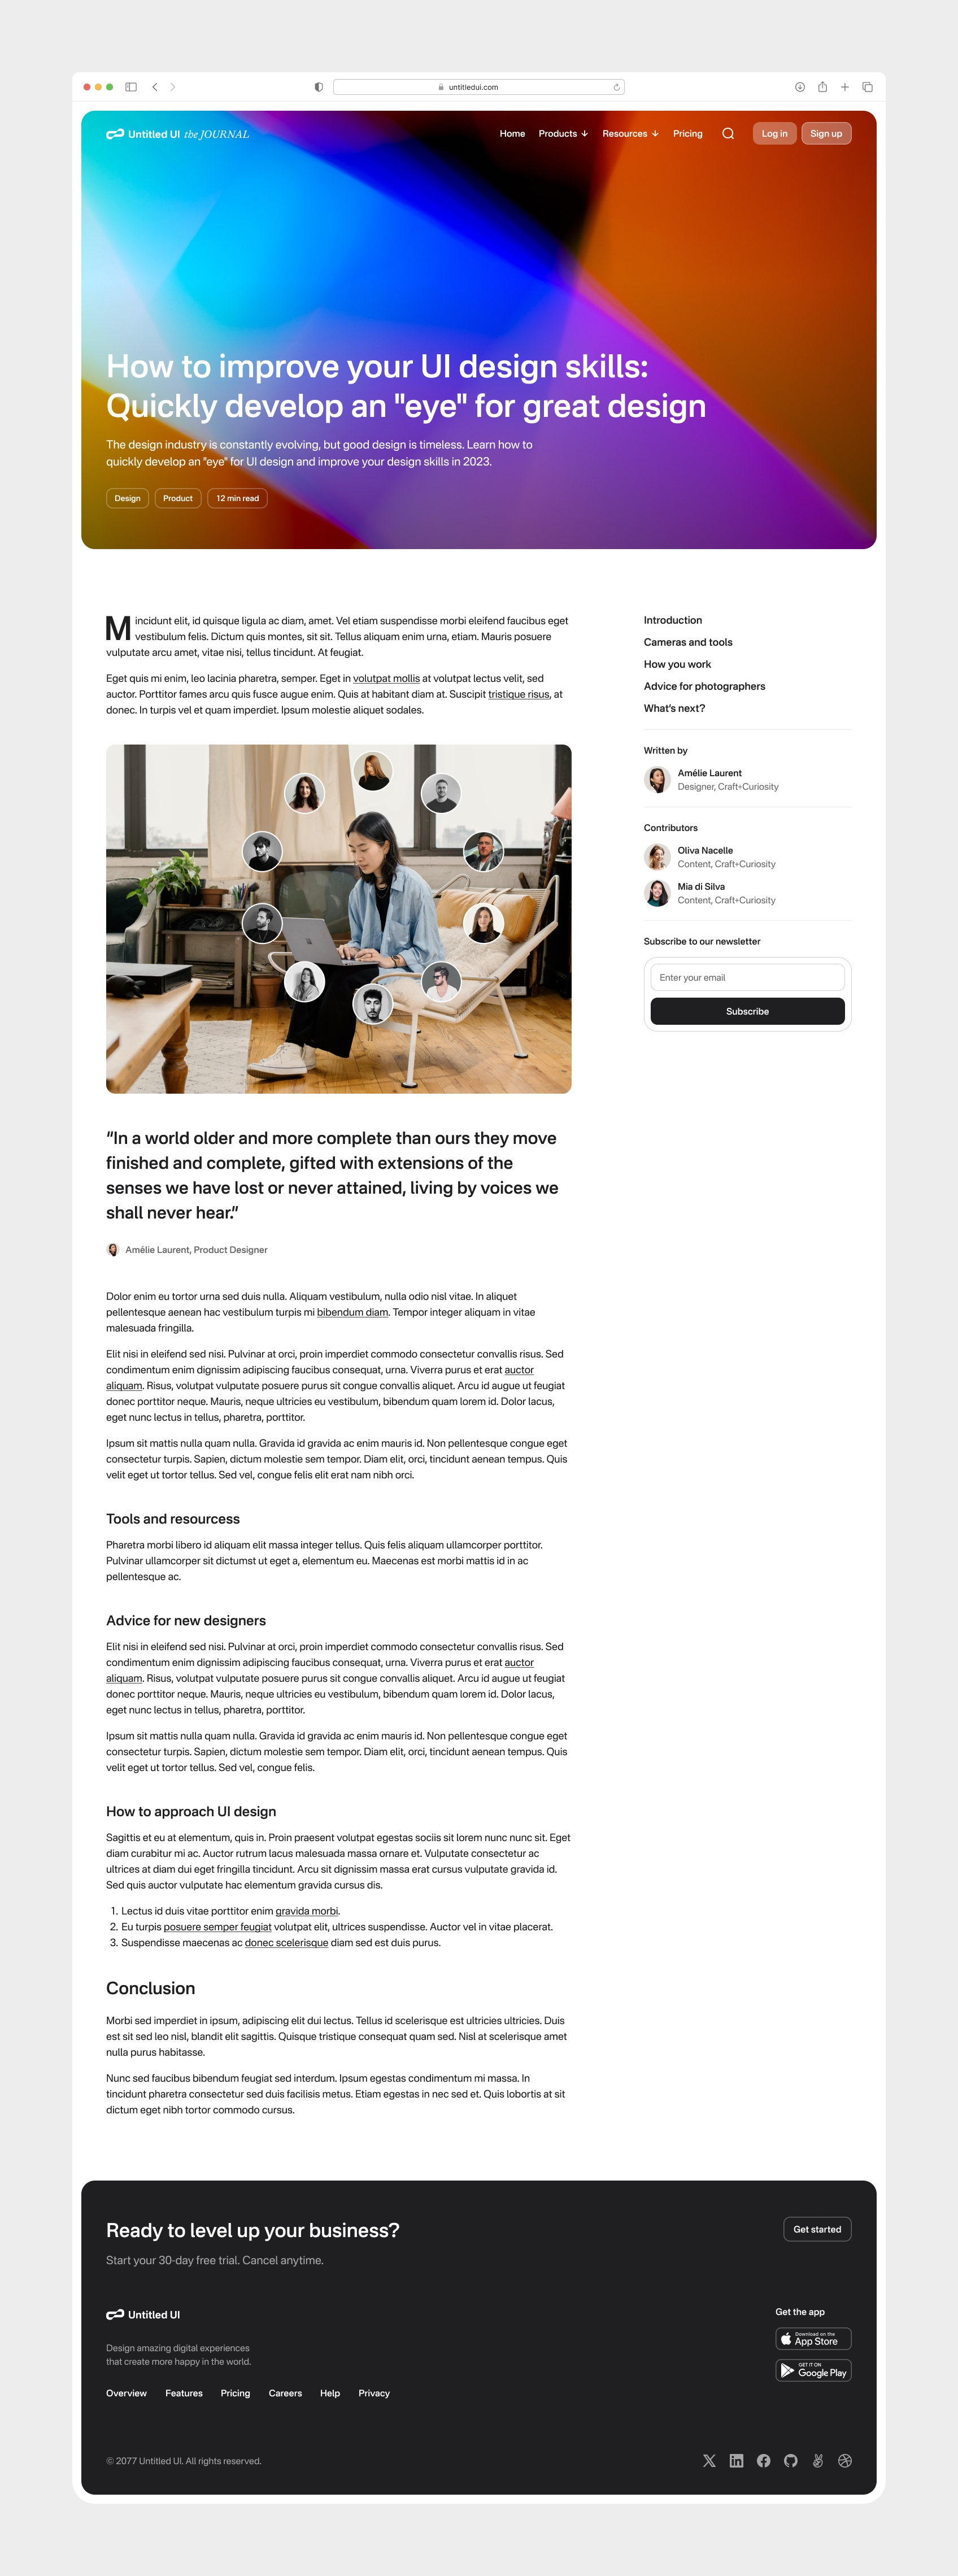 untitledui.com
Untitled UI the JOURNAL
Home
Products
Resources
Pricing
Log in
Sign up
How to improve your UI design skills:
Quickly develop an "eye" for great design
The design industry is constantly evolving, but good design is timeless. Learn how to
quickly develop an "eye" for UI design and improve your design skills in 2023.
Design
Product
12 min read
M incidunt elit, id quisque ligula ac diam, amet. Vel etiam suspendisse morbi eleifend faucibus eget
vestibulum felis. Dictum quis montes, sit sit. Tellus aliquam enim urna, etiam. Mauris posuere
vulputate arcu amet, vitae nisi, tellus tincidunt. At feugiat.
Eget quis mi enim, leo lacinia pharetra, semper. Eget in volutpat mollis at volutpat lectus velit, sed
auctor. Porttitor fames arcu quis fusce augue enim. Quis at habitant diam at. Suscipit tristique risus, at
donec. In turpis vel et quam imperdiet. Ipsum molestie aliquet sodales.
“In a world older and more complete than ours they move
finished and complete, gifted with extensions of the
senses we have lost or never attained, living by voices we
shall never hear.”
Amélie Laurent, Product Designer
Dolor enim eu tortor urna sed duis nulla. Aliquam vestibulum, nulla odio nisl vitae. In aliquet
pellentesque aenean hac vestibulum turpis mi bibendum diam. Tempor integer aliquam in vitae
malesuada fringilla.
Elit nisi in eleifend sed nisi. Pulvinar at orci, proin imperdiet commodo consectetur convallis risus. Sed
condimentum enim dignissim adipiscing faucibus consequat, urna. Viverra purus et erat auctor
aliquam. Risus, volutpat vulputate posuere purus sit congue convallis aliquet. Arcu id augue ut feugiat
donec porttitor neque. Mauris, neque ultricies eu vestibulum, bibendum quam lorem id. Dolor lacus,
eget nunc lectus in tellus, pharetra, porttitor.
Ipsum sit mattis nulla quam nulla. Gravida id gravida ac enim mauris id. Non pellentesque congue eget
consectetur turpis. Sapien, dictum molestie sem tempor. Diam elit, orci, tincidunt aenean tempus. Quis
velit eget ut tortor tellus. Sed vel, congue felis elit erat nam nibh orci.
Tools and resourcess
Pharetra morbi libero id aliquam elit massa integer tellus. Quis felis aliquam ullamcorper porttitor.
Pulvinar ullamcorper sit dictumst ut eget a, elementum eu. Maecenas est morbi mattis id in ac
pellentesque ac.
Advice for new designers
Elit nisi in eleifend sed nisi. Pulvinar at orci, proin imperdiet commodo consectetur convallis risus. Sed
condimentum enim dignissim adipiscing faucibus consequat, urna. Viverra purus et erat auctor
aliquam. Risus, volutpat vulputate posuere purus sit congue convallis aliquet. Arcu id augue ut feugiat
donec porttitor neque. Mauris, neque ultricies eu vestibulum, bibendum quam lorem id. Dolor lacus,
eget nunc lectus in tellus, pharetra, porttitor.
Ipsum sit mattis nulla quam nulla. Gravida id gravida ac enim mauris id. Non pellentesque congue eget
consectetur turpis. Sapien, dictum molestie sem tempor. Diam elit, orci, tincidunt aenean tempus. Quis
velit eget ut tortor tellus. Sed vel, congue felis.
How to approach UI design
Sagittis et eu at elementum, quis in. Proin praesent volutpat egestas sociis sit lorem nunc nunc sit. Eget
diam curabitur mi ac. Auctor rutrum lacus malesuada massa ornare et. Vulputate consectetur ac
ultrices at diam dui eget fringilla tincidunt. Arcu sit dignissim massa erat cursus vulputate gravida id.
Sed quis auctor vulputate hac elementum gravida cursus dis.
1. Lectus id duis vitae porttitor enim gravida morbi.
2. Eu turpis posuere semper feugiat volutpat elit, ultrices suspendisse. Auctor vel in vitae placerat.
3. Suspendisse maecenas ac donec scelerisque diam sed est duis purus.
Conclusion
Morbi sed imperdiet in ipsum, adipiscing elit dui lectus. Tellus id scelerisque est ultricies ultricies. Duis
est sit sed leo nisl, blandit elit sagittis. Quisque tristique consequat quam sed. Nisl at scelerisque amet
nulla purus habitasse.
Nunc sed faucibus bibendum feugiat sed interdum. Ipsum egestas condimentum mi massa. In
tincidunt pharetra consectetur sed duis facilisis metus. Etiam egestas in nec sed et. Quis lobortis at sit
dictum eget nibh tortor commodo cursus.
Introduction
Cameras and tools
How you work
Advice for photographers
What’s next?
Written by
Amélie Laurent
Designer, Craft+Curiosity
Contributors
Oliva Nacelle
Content, Craft+Curiosity
Mia di Silva
Content, Craft+Curiosity
Subscribe to our newsletter
Enter your email
Subscribe
Ready to level up your business?
Start your 30-day free trial. Cancel anytime.
Get started
Untitled UI
Design amazing digital experiences
that create more happy in the world.
Overview
Features
Pricing
Careers
Help
Privacy
Get the app
Download on the
App Store
GET IT ON
Google Play
© 2077 Untitled UI. All rights reserved.